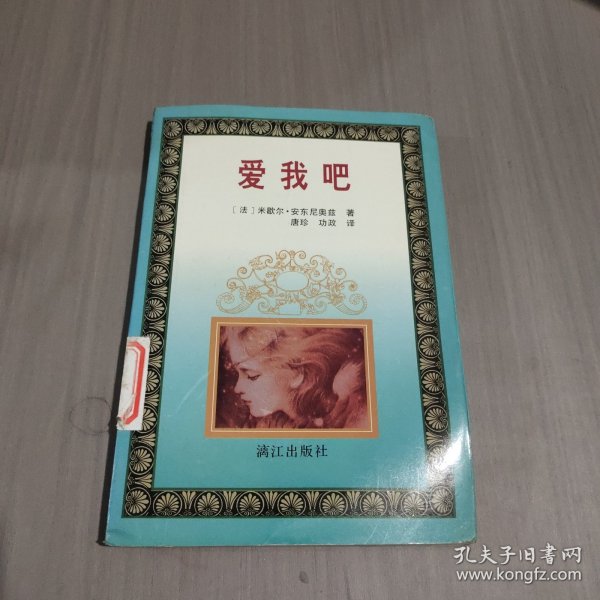 爱我吧
［法］米歇尔·安东尼奥兹 著
唐珍 功政 译
漓江出版社
孔夫子旧书网
www.kongfz.com